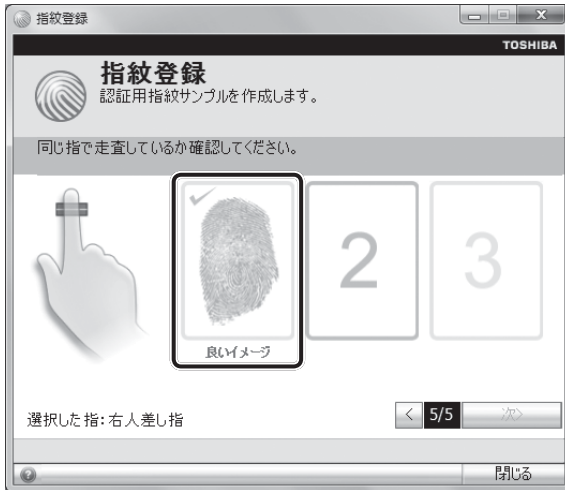 指紋登録
TOSHIBA
指紋登録
認証用指紋サンプルを作成します。
同じ指で走査しているか確認してください。
2
3
良いイメージ
選択した指:右人差し指
< 5/5 次>
閉じる